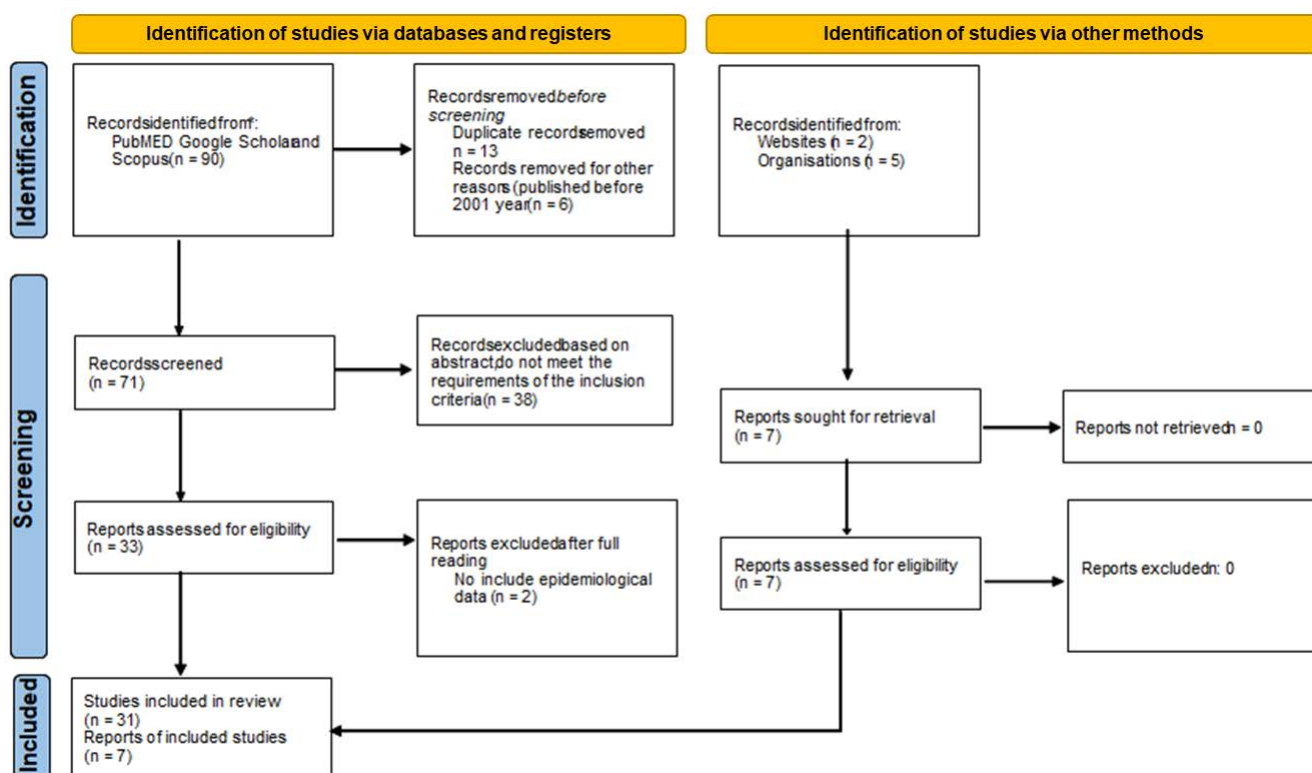 Identification of studies via databases and registers
Identification of studies via other methods
Identification
Records identified from*:
PubMED Google Scholar and
Scopus (n = 90)
Records removed before
screening
Duplicate records removed
n = 13
Records removed for other
reasons (published before
2001 year (n = 6)
Records identified from:
Websites (n = 2)
Organisations (n = 5)
Screening
Records screened
(n = 71)
Records excluded based on
abstract, do not meet the
requirements of the inclusion
criteria (n = 38)
Reports sought for retrieval
(n = 7)
Reports not retrieved n = 0
Reports assessed for eligibility
(n = 33)
Reports excluded after full
reading
No include epidemiological
data (n = 2)
Reports assessed for eligibility
(n = 7)
Reports excluded n: 0
Included
Studies included in review
(n = 31)
Reports of included studies
(n = 7)